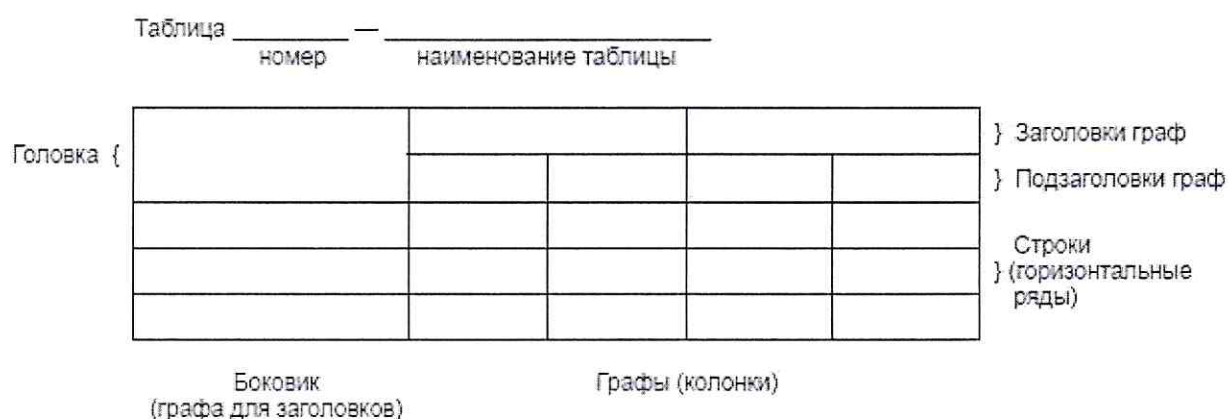 Таблица ________ — ________________
номер наименование таблицы
Головка { } Заголовки граф
} Подзаголовки граф
Строки
} (горизонтальные
ряды)
Боковик Графы (колонки)
(графа для заголовков)